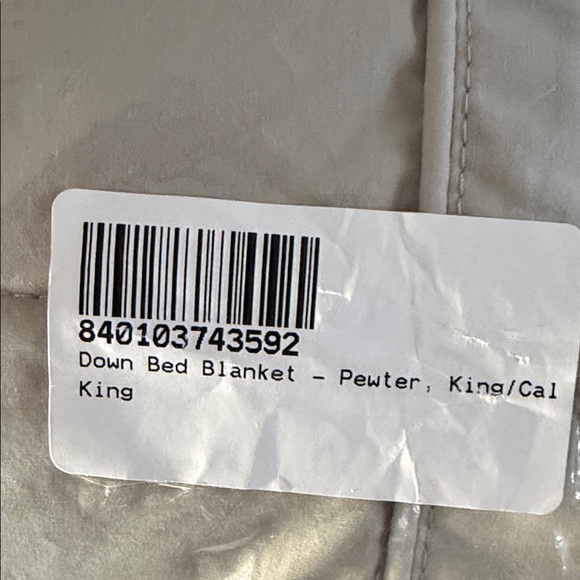 840103743592
Down Bed Blanket – Pewter, King/Cal
King